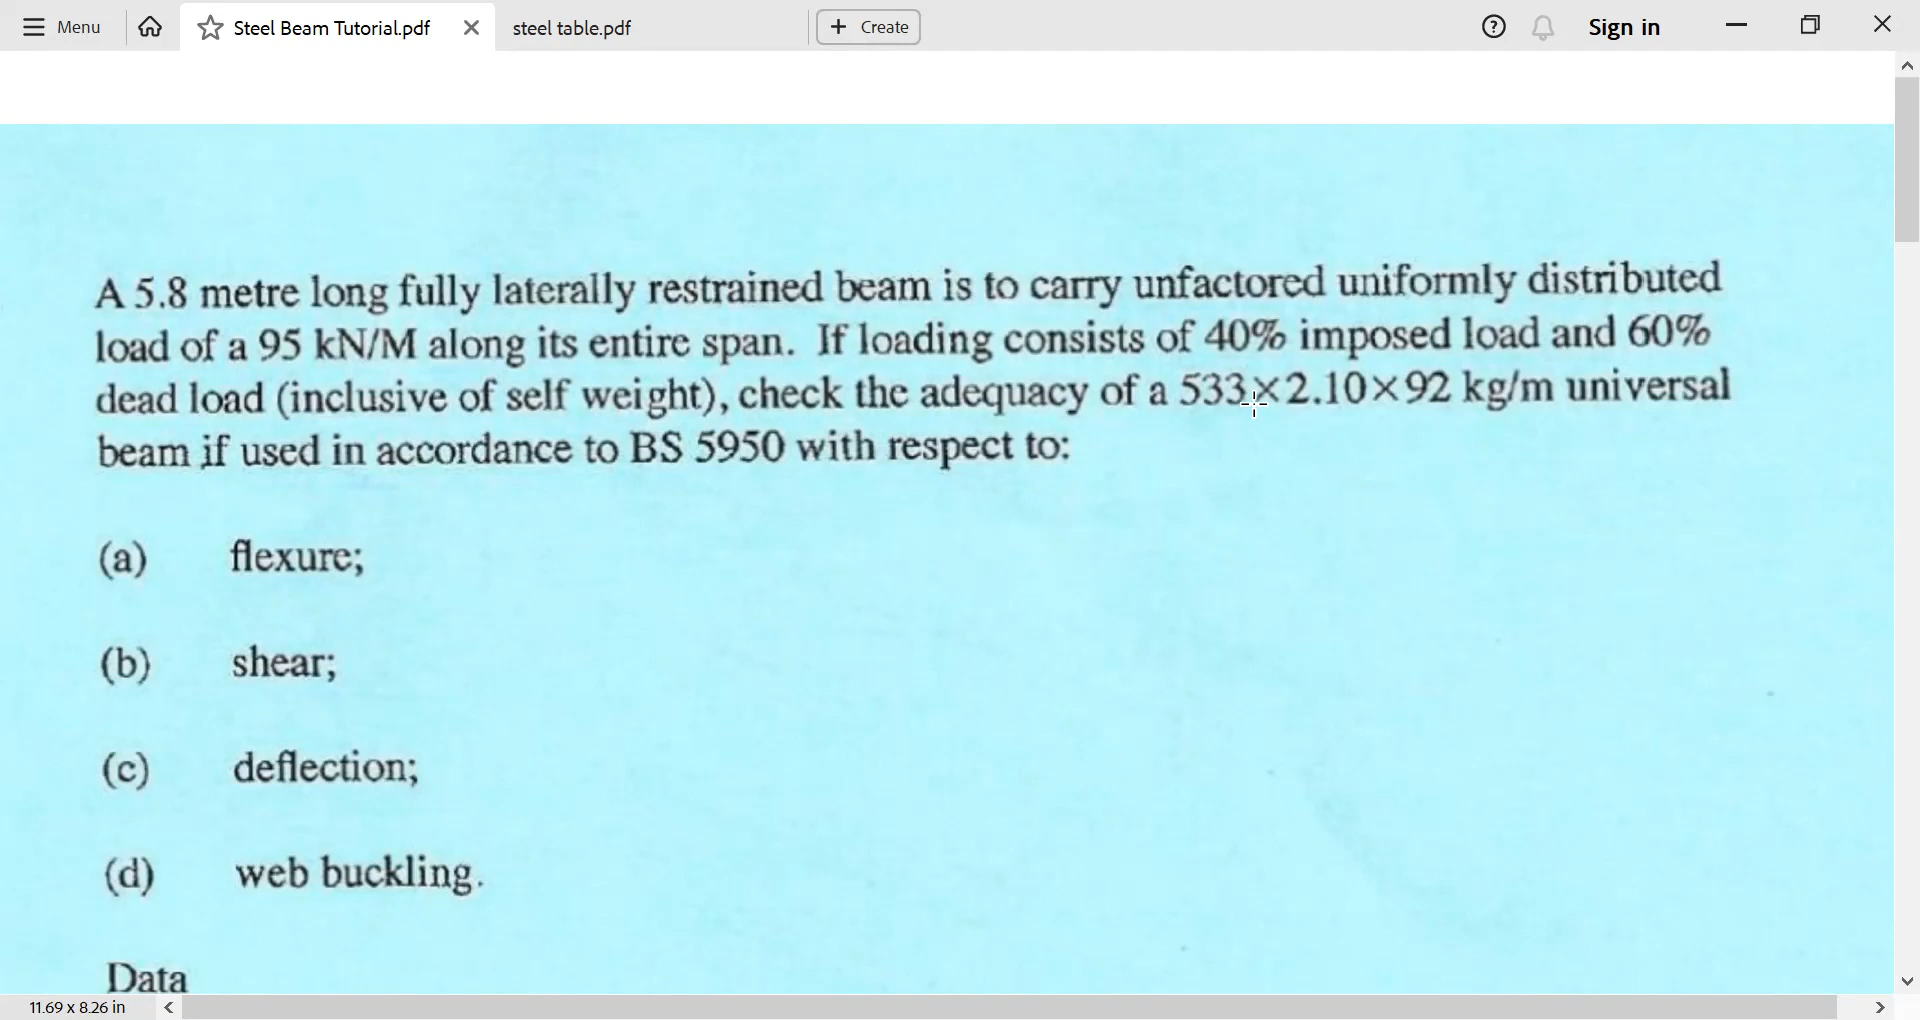 Menu
Steel Beam Tutorial.pdf
steel table.pdf
+ Create
Sign in
A 5.8 metre long fully laterally restrained beam is to carry unfactored uniformly distributed
load of a 95 kN/M along its entire span. If loading consists of 40% imposed load and 60%
dead load (inclusive of self weight), check the adequacy of a 533×2.10×92 kg/m universal
beam if used in accordance to BS 5950 with respect to:
(a) flexure;
(b) shear;
(c) deflection;
(d) web buckling.
Data
11.69 x 8.26 in